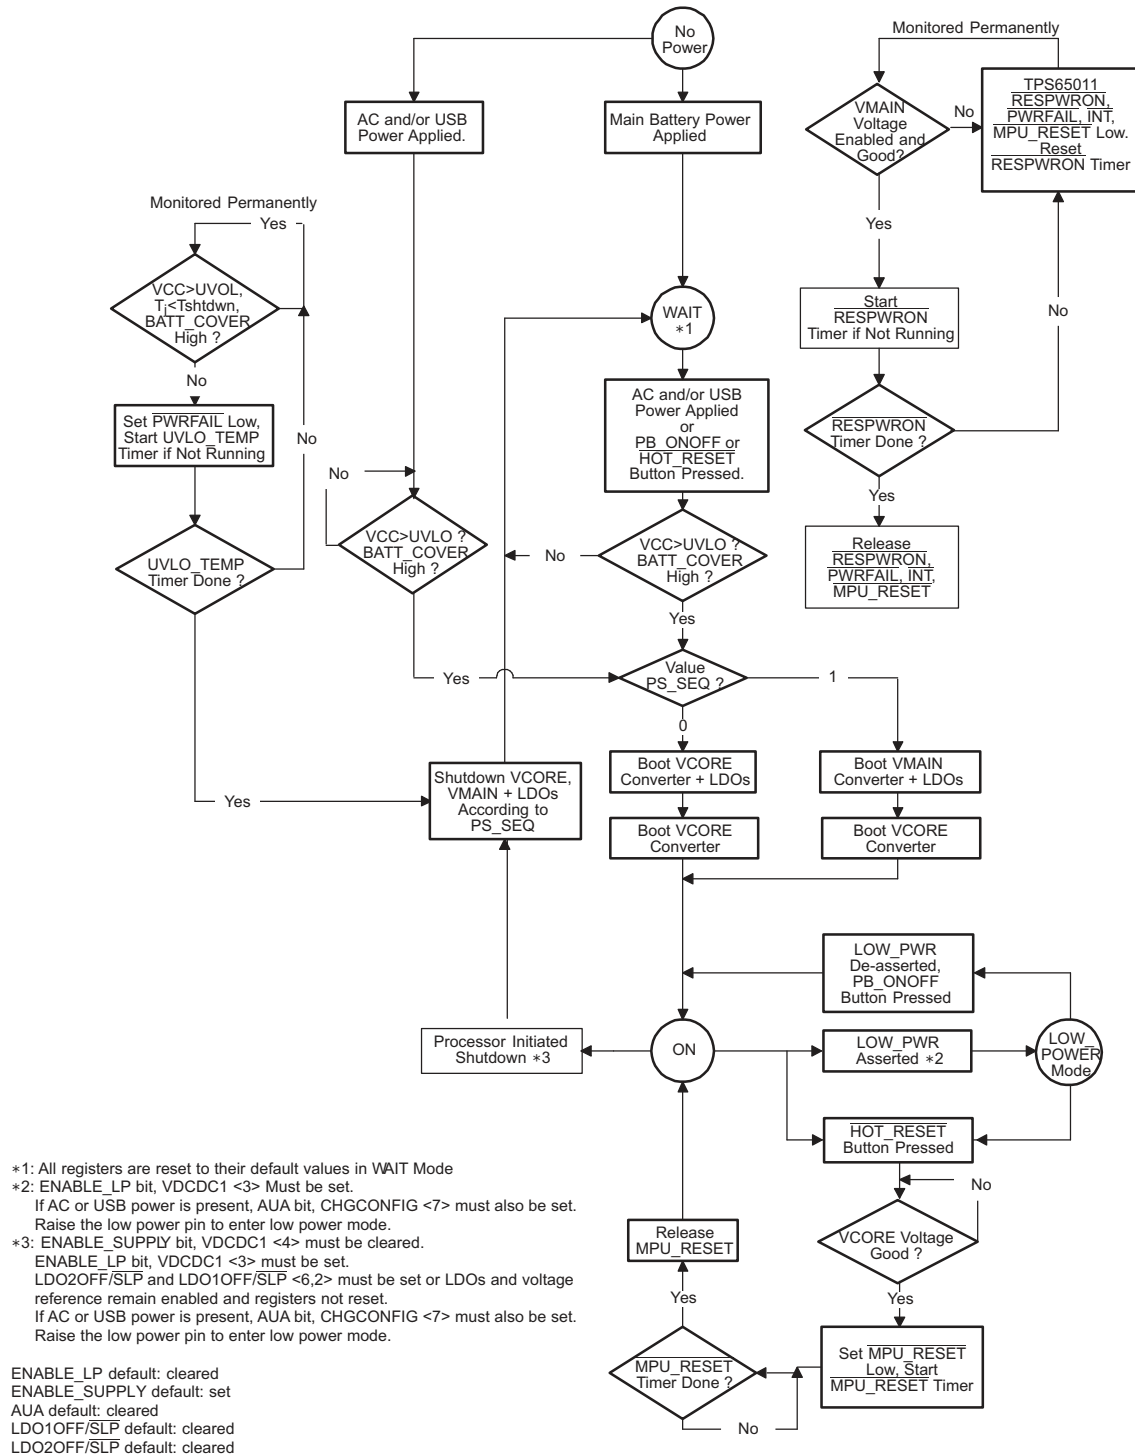 No
Power
Monitored Permanently
AC and/or USB
Power Applied.
Main Battery Power
Applied
VMAIN
Voltage
Enabled and
Good?
No
TPS65011
RESPWRON,
PWRFAIL, INT,
MPU_RESET Low.
Reset
RESPWRON Timer
Monitored Permanently
Yes
VCC>UVOL,
Tj<Tshtdwn,
BATT_COVER
High ?
No
Set PWRFAIL Low,
Start UVLO_TEMP
Timer if Not Running
No
UVLO_TEMP
Timer Done ?
Yes
No
VCC>UVLO ?
BATT_COVER
High ?
Yes
WAIT
*1
AC and/or USB
Power Applied
or
PB_ONOFF or
HOT_RESET
Button Pressed.
No
VCC>UVLO ?
BATT_COVER
High ?
Yes
Yes
Start
RESPWRON
Timer if Not Running
No
RESPWRON
Timer Done ?
Yes
Release
RESPWRON,
PWRFAIL, INT,
MPU_RESET
Value
PS_SEQ ?
1
0
Boot VCORE
Converter + LDOs
Boot VMAIN
Converter + LDOs
Shutdown VCORE,
VMAIN + LDOs
According to
PS_SEQ
Boot VCORE
Converter
Boot VCORE
Converter
LOW_PWR
De-asserted,
PB_ONOFF
Button Pressed
Processor Initiated
Shutdown *3
ON
LOW_PWR
Asserted *2
LOW_
POWER
Mode
HOT_RESET
Button Pressed
No
VCORE Voltage
Good ?
Yes
Release
MPU_RESET
Yes
MPU_RESET
Timer Done ?
No
Set MPU_RESET
Low, Start
MPU_RESET Timer
*1: All registers are reset to their default values in WAIT Mode
*2: ENABLE_LP bit, VDCDC1 <3> Must be set.
If AC or USB power is present, AUA bit, CHGCONFIG <7> must also be set.
Raise the low power pin to enter low power mode.
*3: ENABLE_SUPPLY bit, VDCDC1 <4> must be cleared.
ENABLE_LP bit, VDCDC1 <3> must be set.
LDO2OFF/SLP and LDO1OFF/SLP <6,2> must be set or LDOs and voltage
reference remain enabled and registers not reset.
If AC or USB power is present, AUA bit, CHGCONFIG <7> must also be set.
Raise the low power pin to enter low power mode.
ENABLE_LP default: cleared
ENABLE_SUPPLY default: set
AUA default: cleared
LDO1OFF/SLP default: cleared
LDO2OFF/SLP default: cleared